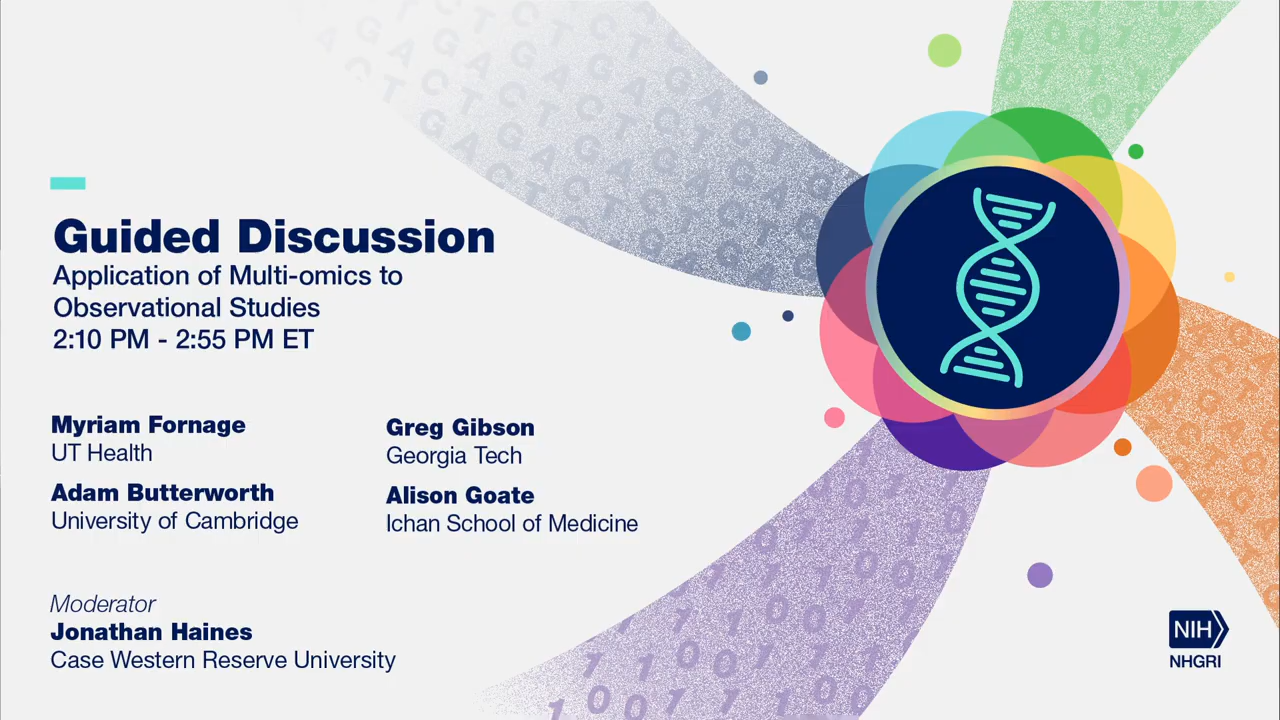 Guided Discussion
Application of Multi-omics to
Observational Studies
2:10 PM - 2:55 PM ET
Myriam Fornage
UT Health
Greg Gibson
Georgia Tech
Adam Butterworth
University of Cambridge
Alison Goate
Ichan School of Medicine
Moderator
Jonathan Haines
Case Western Reserve University
NIH
NHGRI